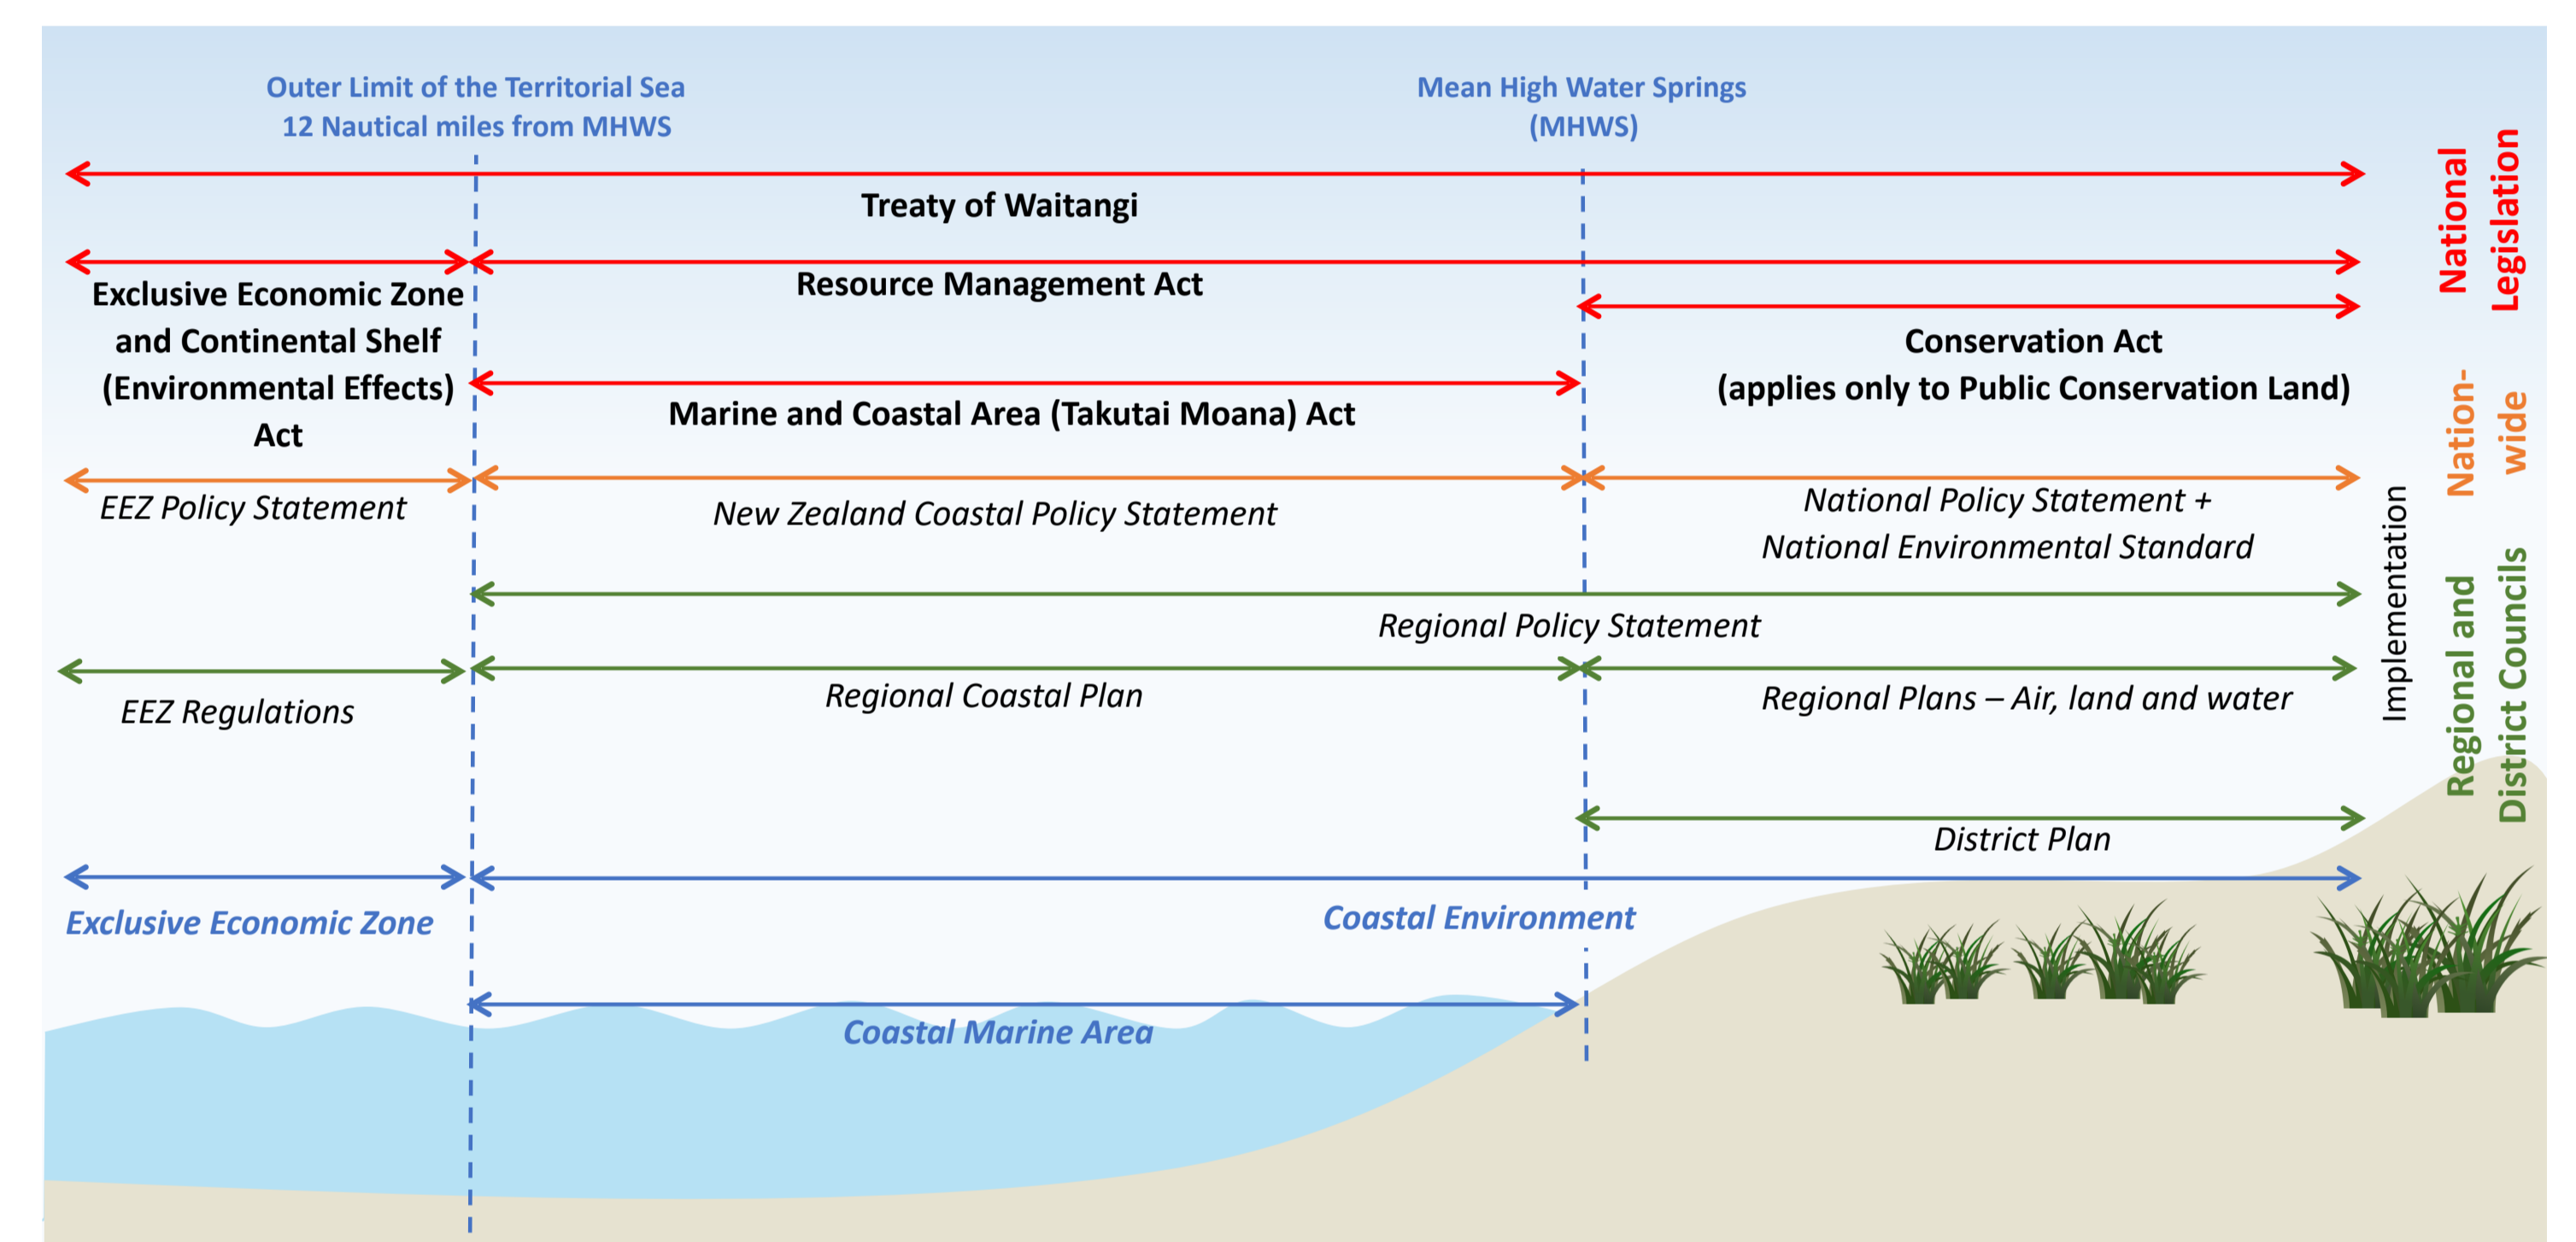 Outer Limit of the Territorial Sea
12 Nautical miles from MHWS
Mean High Water Springs
(MHWS)
Treaty of Waitangi
Resource Management Act
Exclusive Economic Zone
and Continental Shelf
(Environmental Effects)
Act
Conservation Act
(applies only to Public Conservation Land)
Marine and Coastal Area (Takutai Moana) Act
National
Legislation
EEZ Policy Statement
New Zealand Coastal Policy Statement
National Policy Statement +
National Environmental Standard
Nation-
wide
Regional Policy Statement
EEZ Regulations
Regional Coastal Plan
Regional Plans – Air, land and water
District Plan
Implementation
Regional and
District Councils
Exclusive Economic Zone
Coastal Environment
Coastal Marine Area